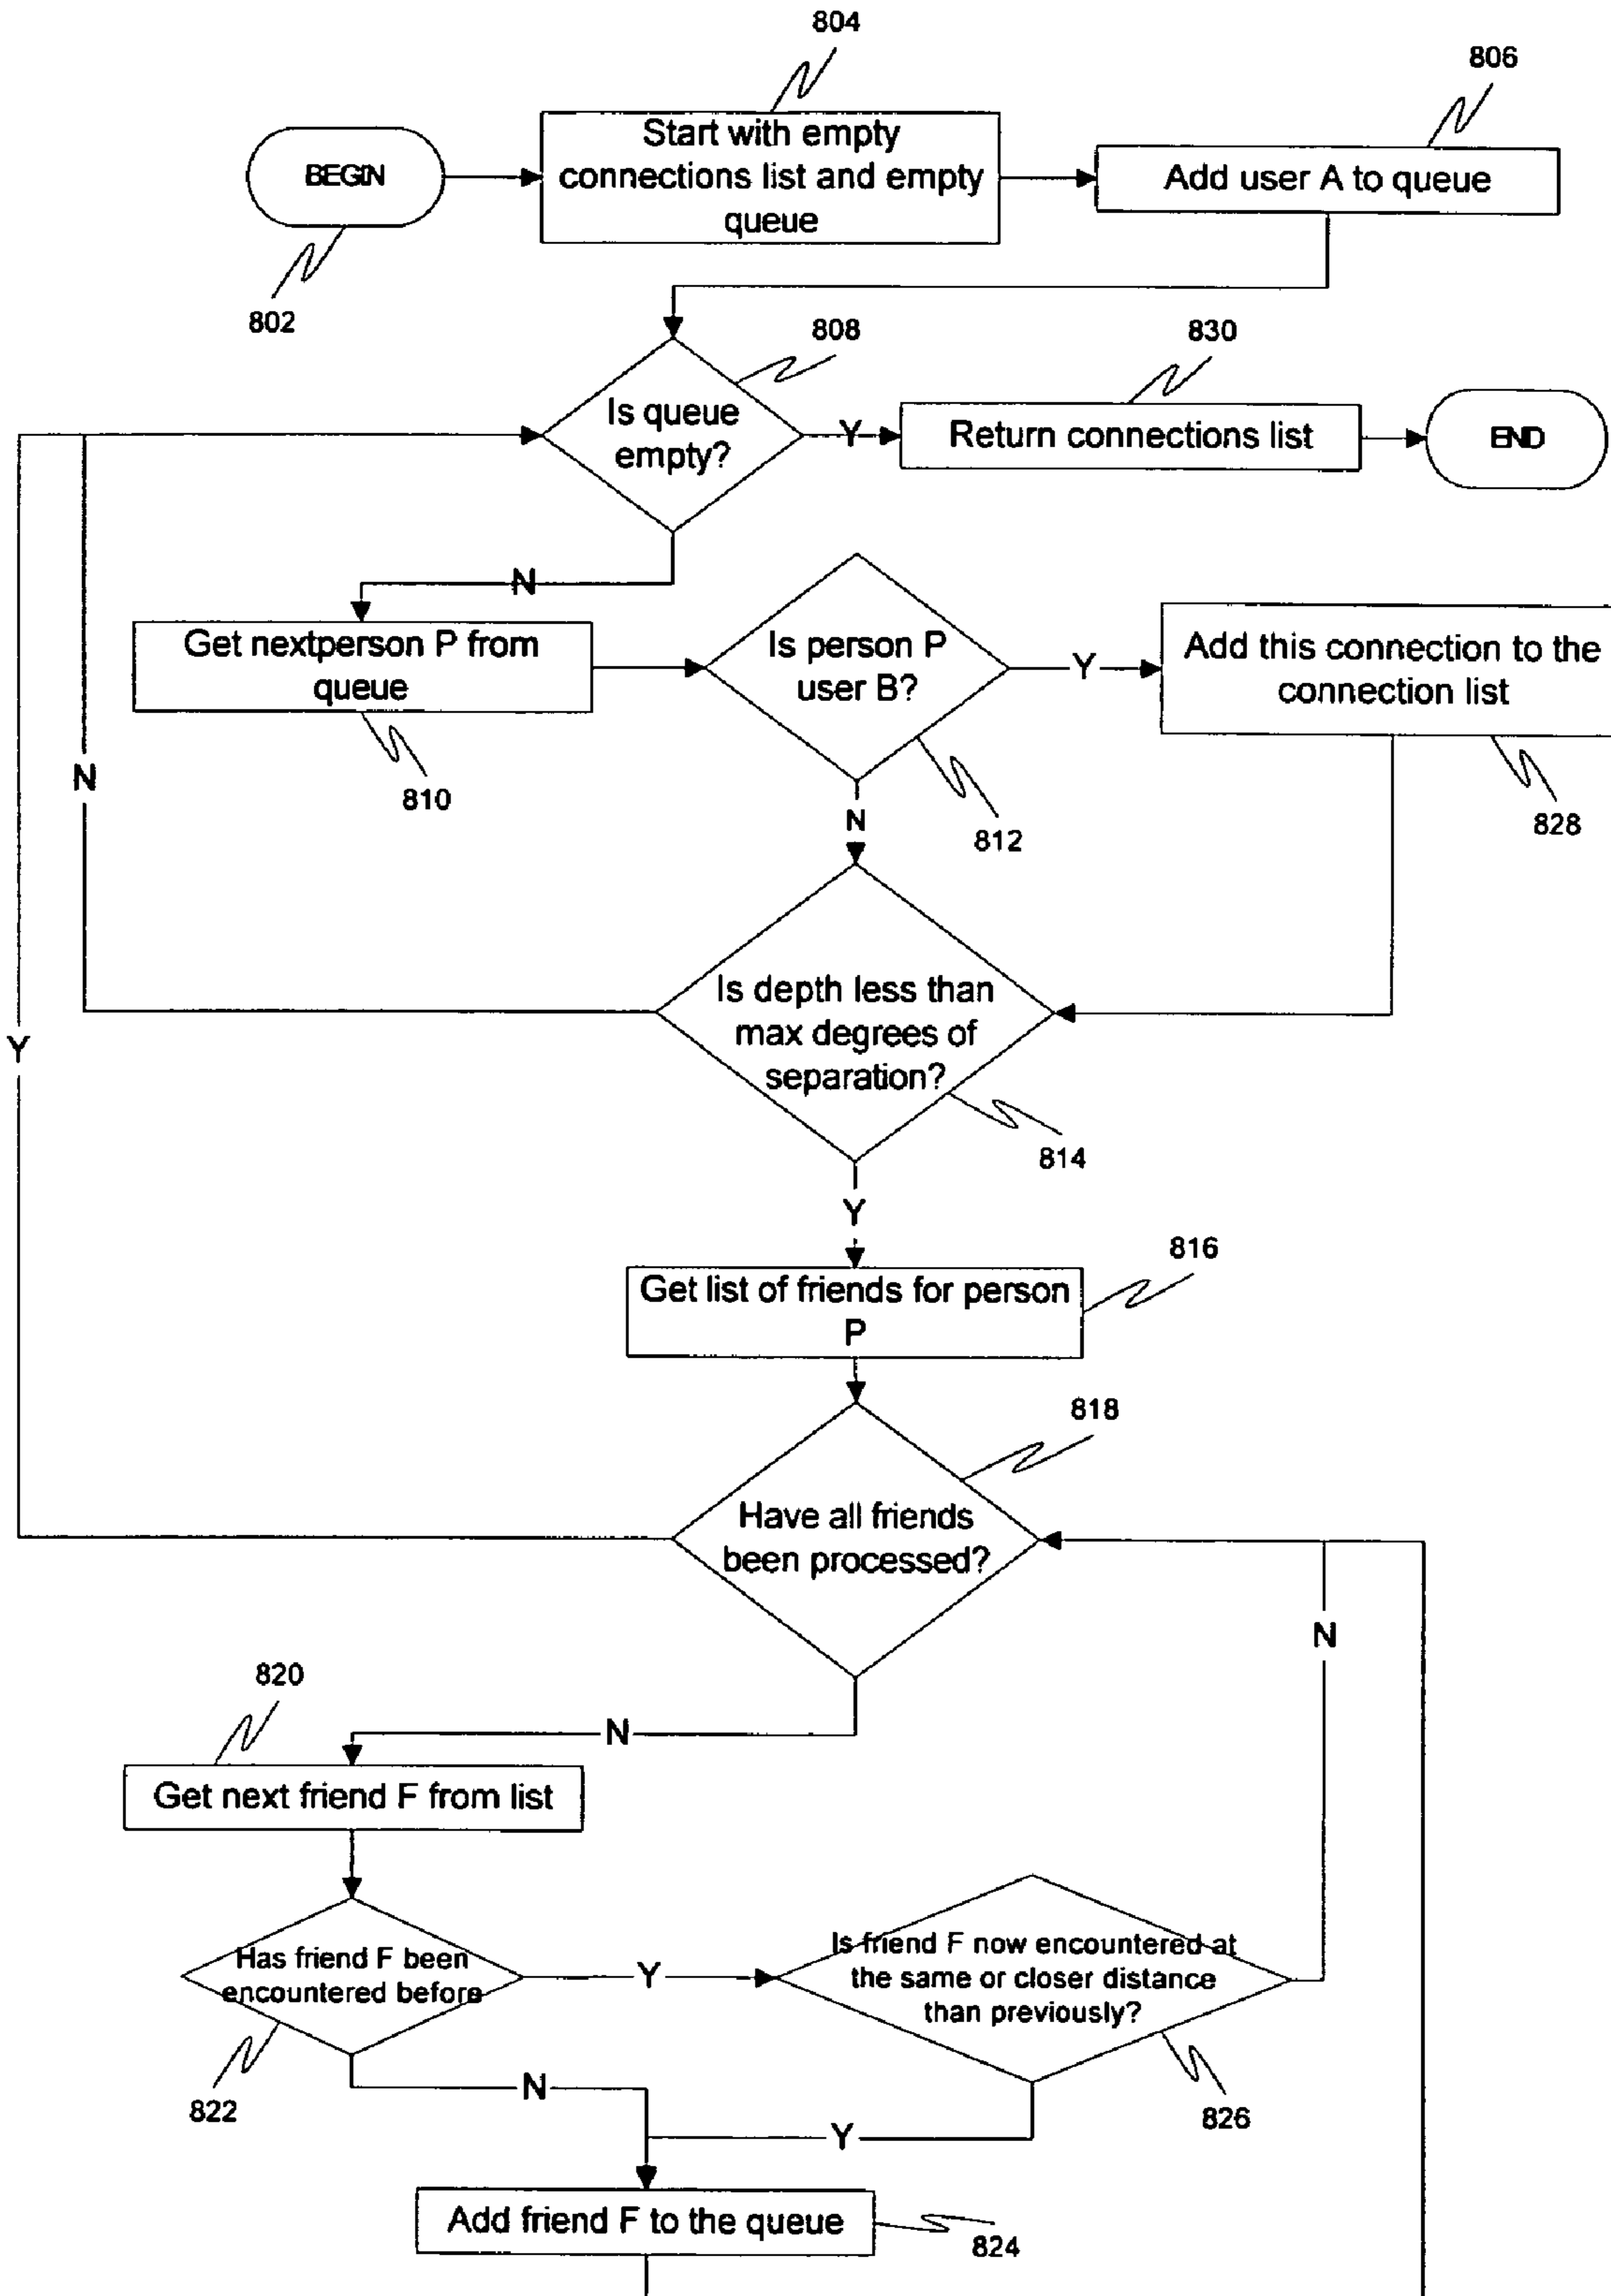 804
806
Start with empty
connections list and empty
queue
BEGIN
Add user A to queue
802
808
830
Is queue
empty?
Y
Return connections list
END
N
Get nextperson P from
queue
Is person P
user B?
Y
Add this connection to the
connection list
N
810
N
812
828
Is depth less than
max degrees of
separation?
Y
814
Y
816
Get list of friends for person
P
818
Have all friends
been processed?
N
820
N
Get next friend F from list
Has friend F been
encountered before
Y
Is friend F now encountered at
the same or closer distance
than previously?
N
822
826
Y
Add friend F to the queue
824